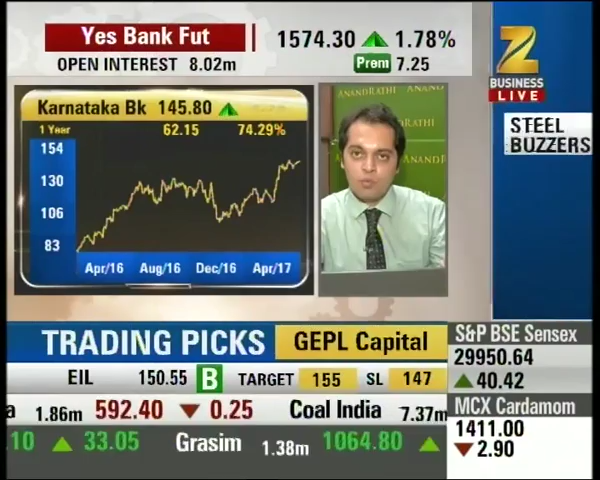 Yes Bank Fut
1574.30 1.78%
OPEN INTEREST 8.02m
Prem 7.25
Z
BUSINESS
LIVE
STEEL
BUZZERS
Karnataka Bk 145.80
1 Year 62.15 74.29%
154
130
106
83
Apr/16 Aug/16 Dec/16 Apr/17
ANANDRATHI
TRADING PICKS GEPL Capital
EIL 150.55 B TARGET 155 SL 147
a 1.86m 592.40 0.25 Coal India 7.37m
.10 33.05 Grasim 1.38m 1064.80
S&P BSE Sensex
29950.64
40.42
MCX Cardamom
1411.00
2.90